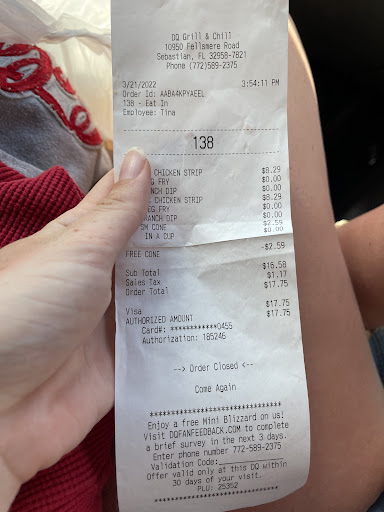 DQ Grill & Chill
10950 Fellsmere Road
Sebastian, FL 32958-7821
Phone (772)589-2375
3/21/2022 3:54:11 PM
Order Id: AABA4KPYAEEL
138 - Eat In
Employee: Tina
138
CHICKEN STRIP $8.29
FRY $0.00
NCH DIP $0.00
CHICKEN STRIP $8.29
EG FRY $0.00
RANCH DIP $0.00
SM CONE $2.59
IN A CUP $0.00
FREE CONE -$2.59
Sub Total $16.58
Sales Tax $1.17
Order Total $17.75
Visa $17.75
AUTHORIZED AMOUNT $17.75
Card#: ************0455
Authorization: 185246
--> Order Closed <--
Come Again
******************************
Enjoy a free Mini Blizzard on us!
Visit DQFANFEEDBACK.COM to complete
a brief survey in the next 3 days.
Enter phone number 772-589-2375
Validation Code:
Offer valid only at this DQ within
30 days of your visit.
PLU: 25352
******************************